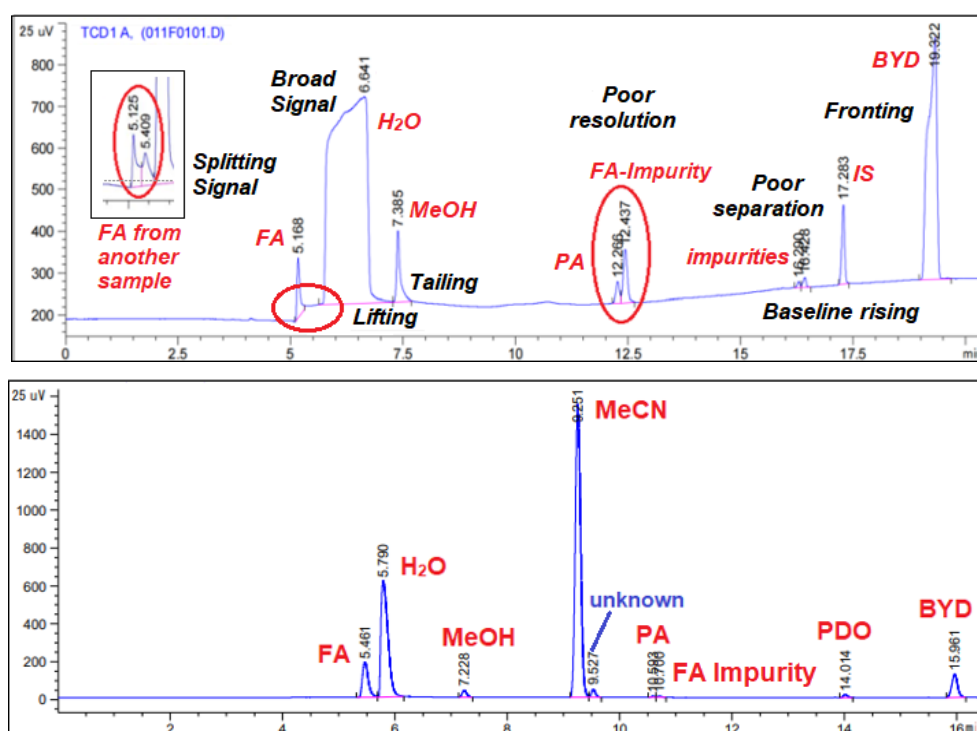 25 uV
TCD1 A, (011F0101.D)
800
700
600
500
400
300
200
5.125
5.409
Splitting
Signal
FA from
another
sample
Broad
Signal
6.641
H₂O
FA
5.168
7.385
MeOH
Tailing
Lifting
Poor
resolution
FA-Impurity
PA
12.266
12.437
Poor
separation
impurities
16.290
16.428
17.283
IS
Baseline rising
BYD
19.322
Fronting
0
2.5
5
7.5
10
12.5
15
17.5
25 uV
1400
1200
1000
800
600
400
200
0
FA
5.461
5.790
H₂O
MeOH
7.228
9.251
MeCN
unknown
9.527
PA
10.593
10.700
FA Impurity
PDO
14.014
BYD
15.961
2
4
6
8
10
12
14
16